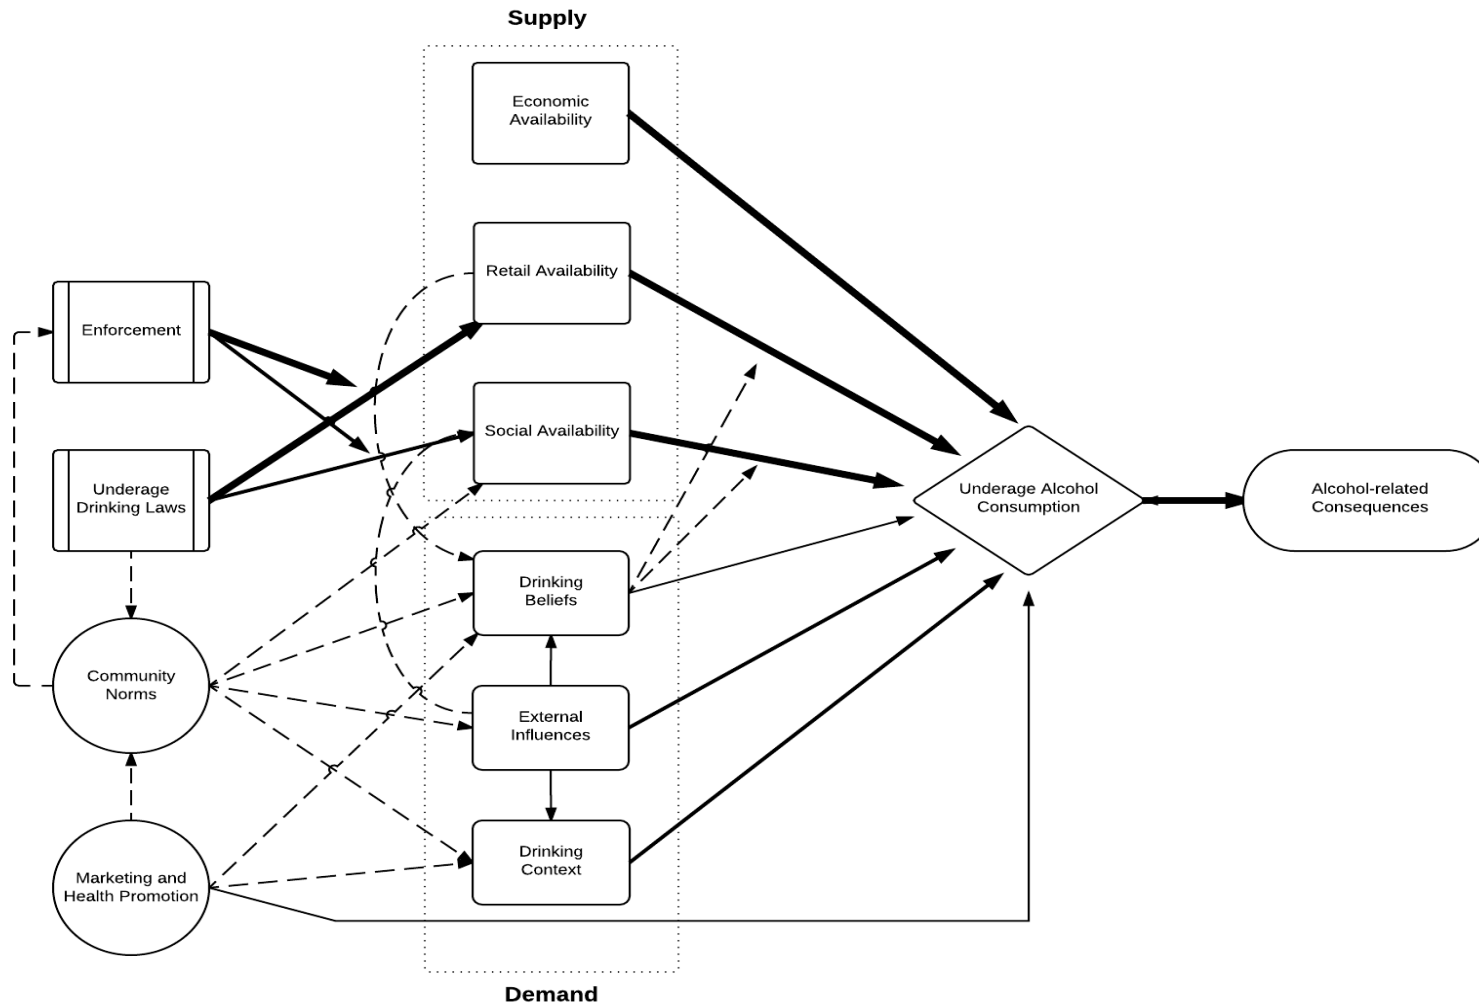 Supply
Economic
Availability
Retail Availability
Enforcement
Social Availability
Underage
Drinking Laws
Underage Alcohol
Consumption
Alcohol-related
Consequences
Drinking
Beliefs
Community
Norms
External
Influences
Drinking
Context
Marketing and
Health Promotion
Demand